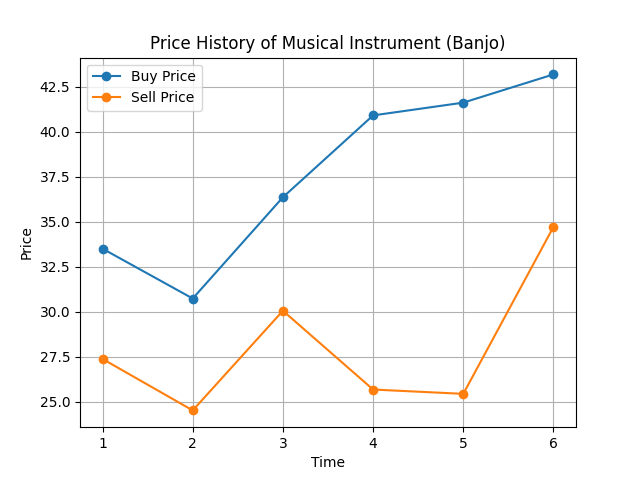 Price History of Musical Instrument (Banjo)
Buy Price
Sell Price
42.5
40.0
37.5
35.0
32.5
30.0
27.5
25.0
Price
1 2 3 4 5 6
Time